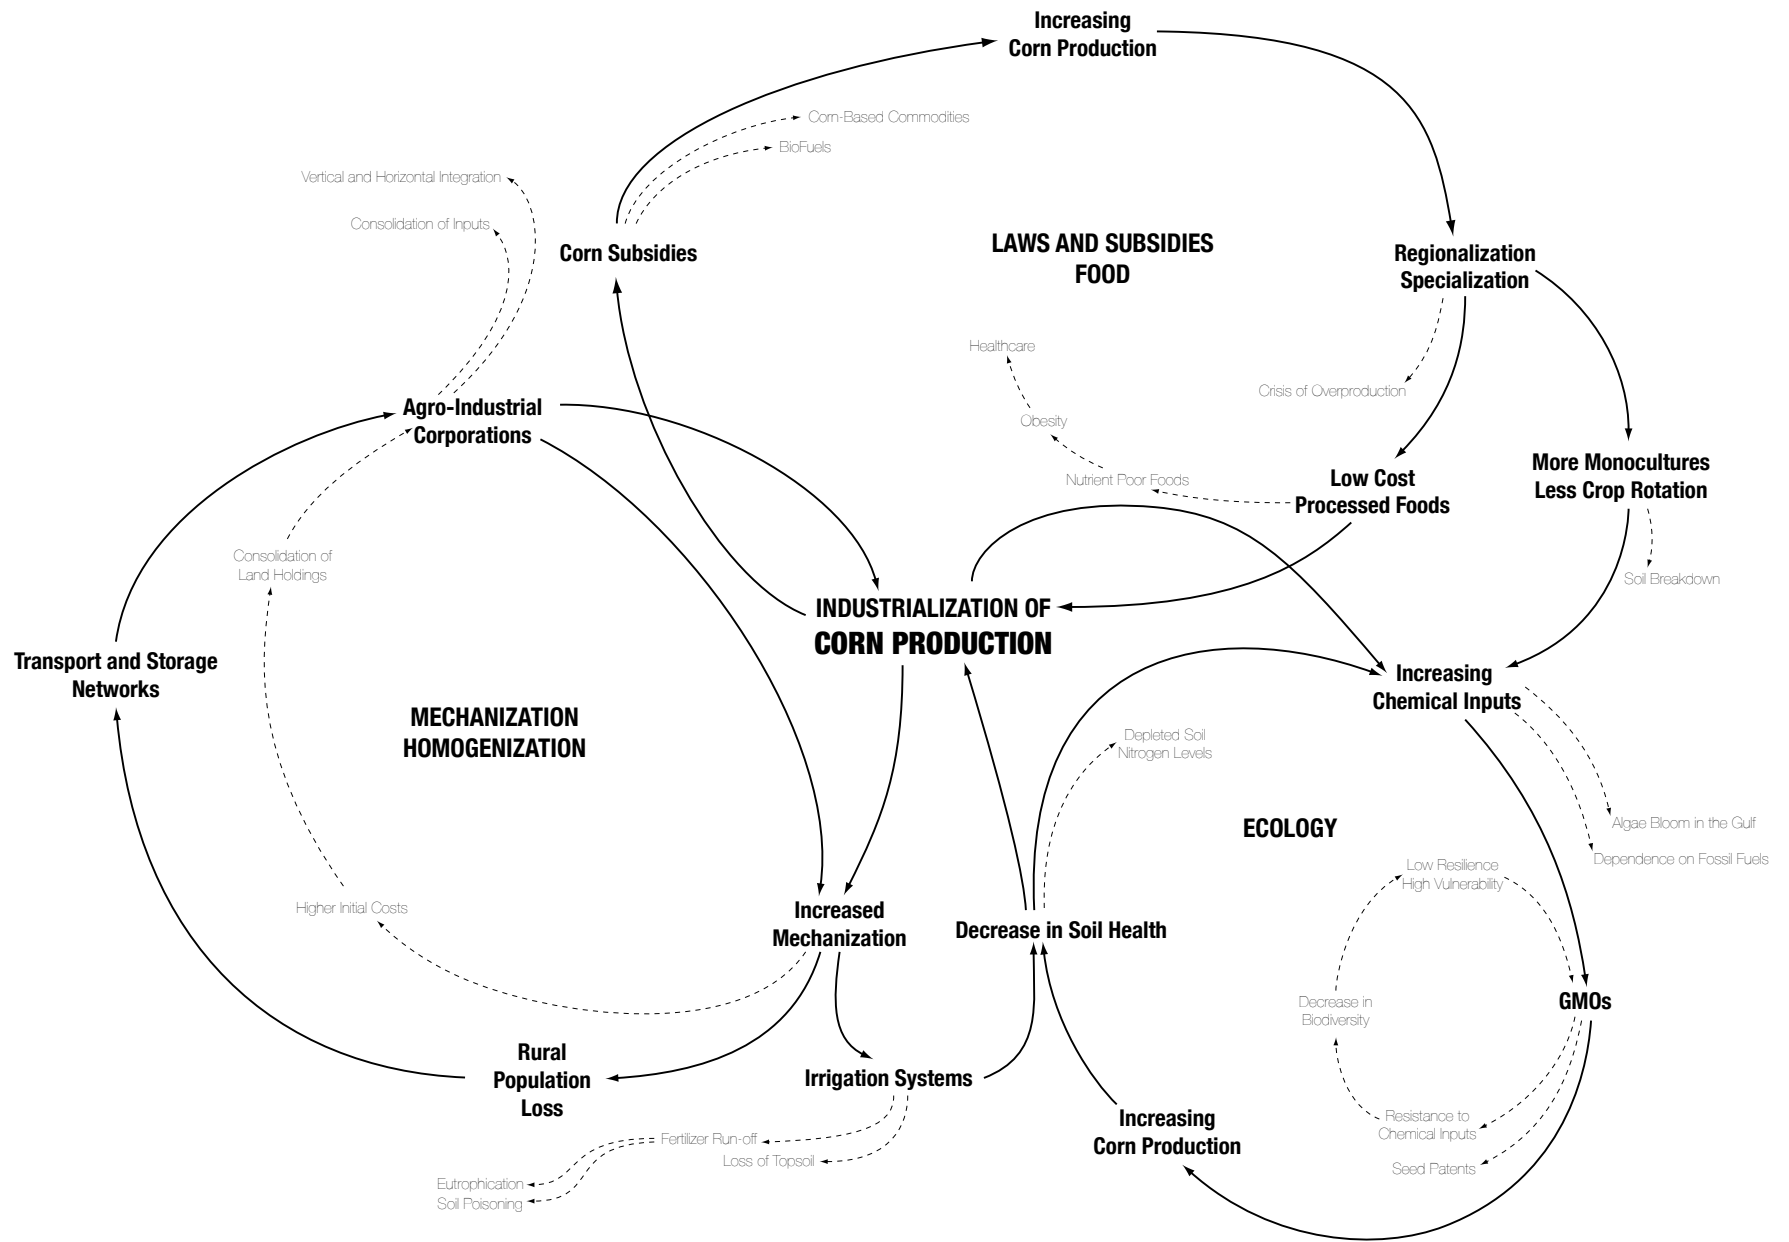 Increasing
Corn Production
Corn-Based Commodities
BioFuels
Vertical and Horizontal Integration
Consolidation of Inputs
Corn Subsidies
LAWS AND SUBSIDIES
FOOD
Regionalization
Specialization
Healthcare
Crisis of Overproduction
Obesity
Agro-Industrial
Corporations
Nutrient Poor Foods
Low Cost
Processed Foods
More Monocultures
Less Crop Rotation
Consolidation of
Land Holdings
Soil Breakdown
INDUSTRIALIZATION OF
CORN PRODUCTION
Transport and Storage
Networks
Increasing
Chemical Inputs
MECHANIZATION
HOMOGENIZATION
Depleted Soil
Nitrogen Levels
ECOLOGY
Algae Bloom in the Gulf
Dependence on Fossil Fuels
Low Resilience
High Vulnerability
Higher Initial Costs
Increased
Mechanization
Decrease in Soil Health
Decrease in
Biodiversity
GMOs
Rural
Population
Loss
Irrigation Systems
Increasing
Corn Production
Resistance to
Chemical Inputs
Seed Patents
Fertilizer Run-off
Loss of Topsoil
Eutrophication
Soil Poisoning